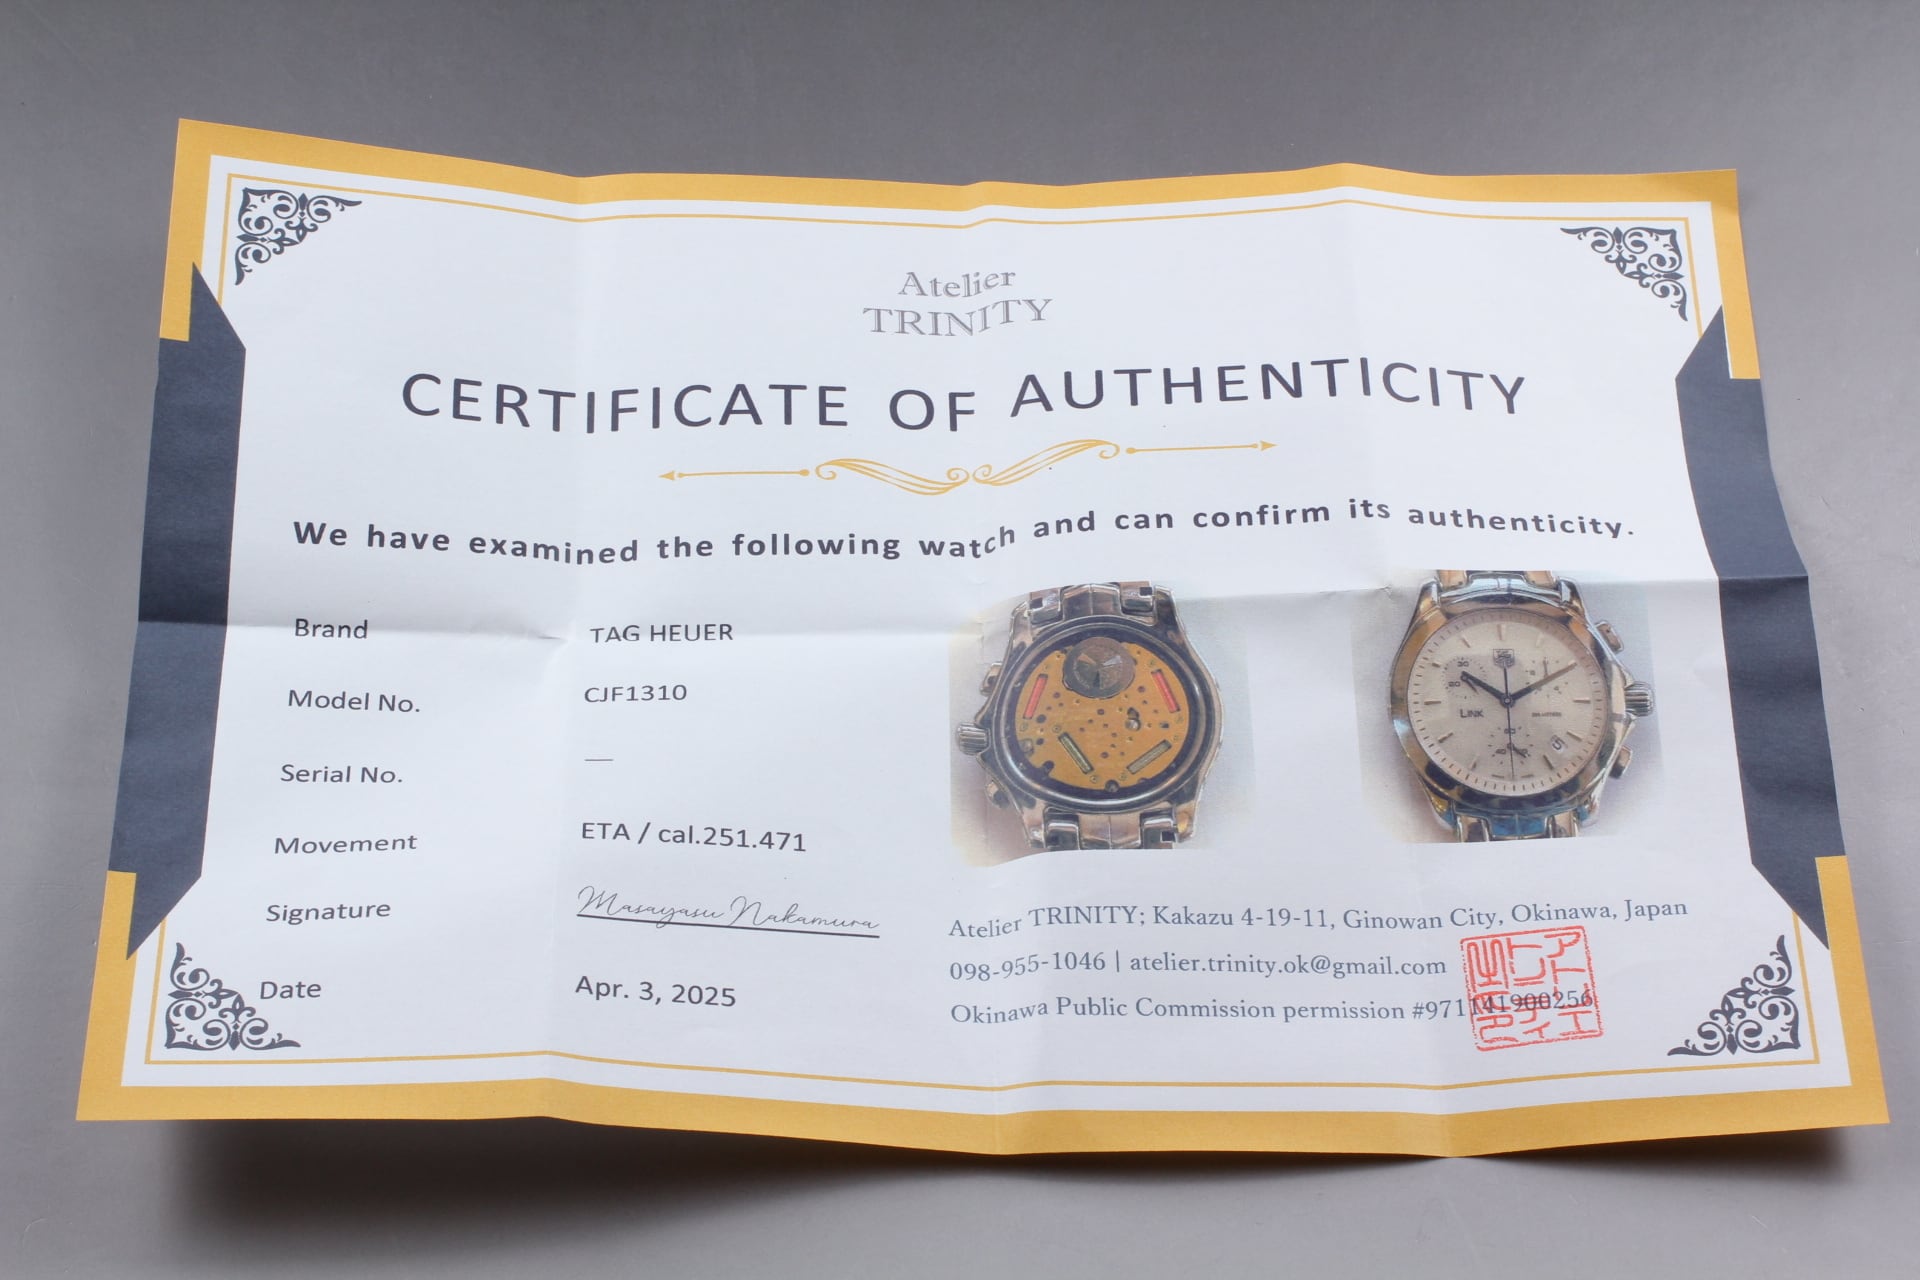 Atelier
TRINITY
CERTIFICATE OF AUTHENTICITY
We have examined the following watch and can confirm its authenticity.
Brand TAG HEUER
Model No. CJF1310
Serial No. —
Movement ETA / cal.251.471
Signature Masayasu Nakamura
Date Apr. 3, 2025
LINK
Atelier TRINITY; Kakazu 4-19-11, Ginowan City, Okinawa, Japan
098-955-1046 | atelier.trinity.ok@gmail.com
Okinawa Public Commission permission #971141900256